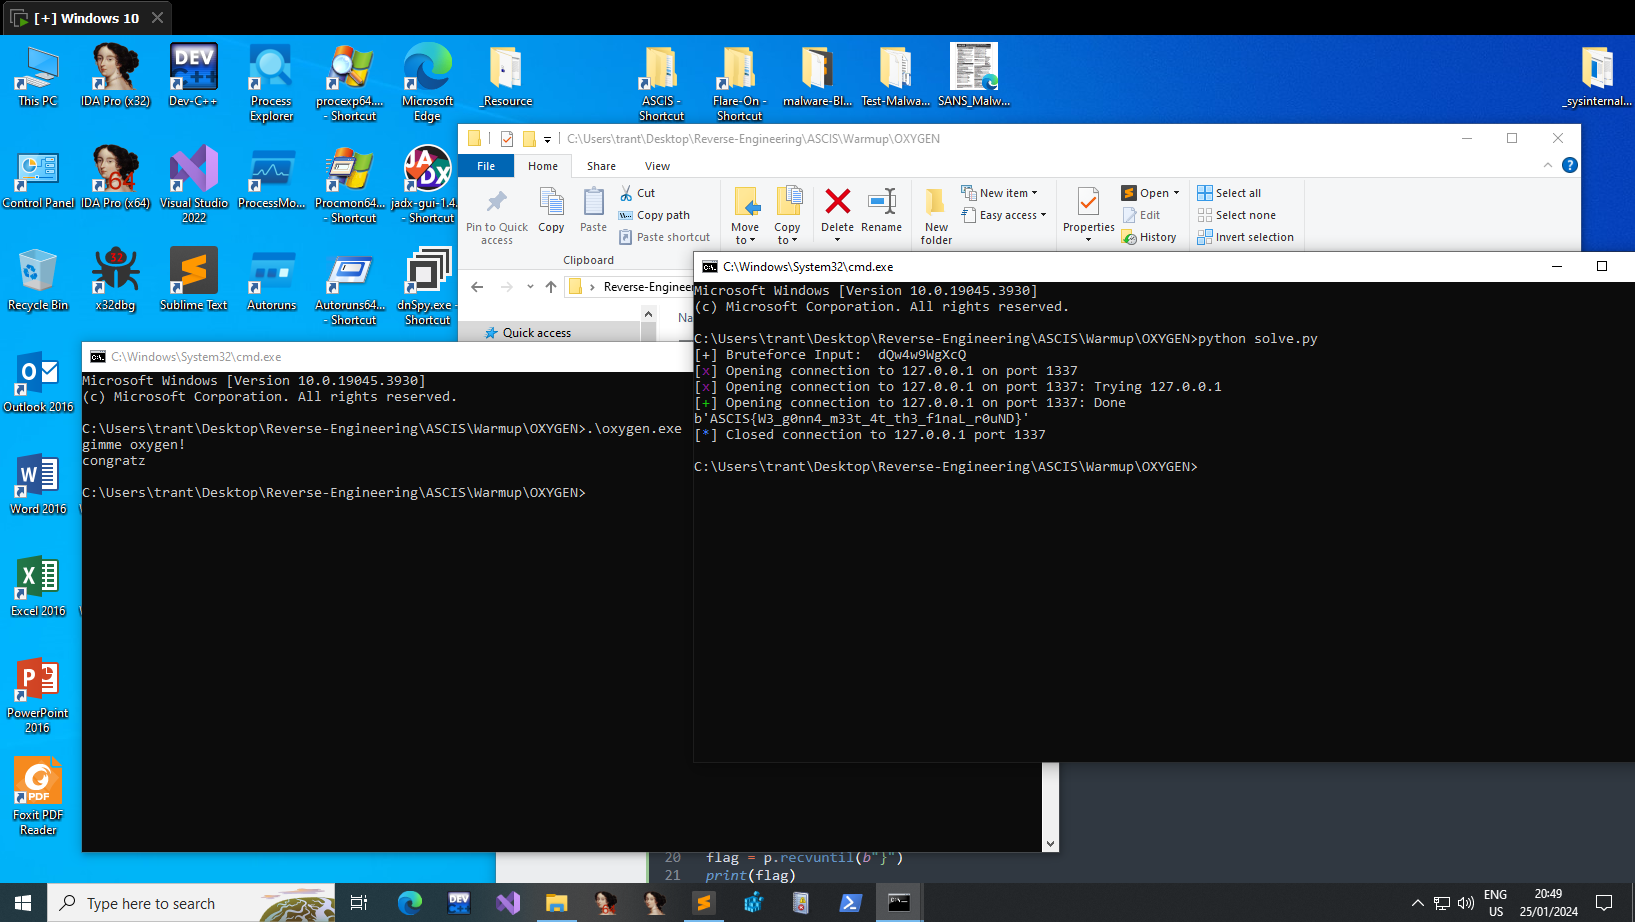 [+] Windows 10
This PC
IDA Pro (x32)
Dev-C++
Process Explorer
procexp64.... - Shortcut
Microsoft Edge
_Resource
ASCIS - Shortcut
Flare-On - Shortcut
malware-Bl...
Test-Malwa...
SANS_Malw...
_sysinternal...
Control Panel
IDA Pro (x64)
Visual Studio 2022
ProcessMo...
Procmon64... - Shortcut
jadx-gui-1.4. - Shortcut
Recycle Bin
x32dbg
Sublime Text
Autoruns
Autoruns64... - Shortcut
dnSpy.exe - Shortcut
Outlook 2016
Word 2016
Excel 2016
PowerPoint 2016
Foxit PDF Reader
C:\Users\trant\Desktop\Reverse-Engineering\ASCIS\Warmup\OXYGEN
File Home Share View
Pin to Quick access
Copy
Paste
Cut
Copy path
Paste shortcut
Clipboard
Move to
Copy to
Delete
Rename
New folder
New item
Easy access
Properties
Open
Edit
History
Select all
Select none
Invert selection
Reverse-Enginee
Quick access
Na
C:\Windows\System32\cmd.exe
Microsoft Windows [Version 10.0.19045.3930]
(c) Microsoft Corporation. All rights reserved.
C:\Users\trant\Desktop\Reverse-Engineering\ASCIS\Warmup\OXYGEN>.\oxygen.exe
gimme oxygen!
congratz
C:\Users\trant\Desktop\Reverse-Engineering\ASCIS\Warmup\OXYGEN>
C:\Windows\System32\cmd.exe
Microsoft Windows [Version 10.0.19045.3930]
(c) Microsoft Corporation. All rights reserved.
C:\Users\trant\Desktop\Reverse-Engineering\ASCIS\Warmup\OXYGEN>python solve.py
[+] Bruteforce Input:  dQw4w9WgXcQ
[x] Opening connection to 127.0.0.1 on port 1337
[x] Opening connection to 127.0.0.1 on port 1337: Trying 127.0.0.1
[+] Opening connection to 127.0.0.1 on port 1337: Done
b'ASCIS{W3_g0nn4_m33t_4t_th3_f1naL_r0uND}'
[*] Closed connection to 127.0.0.1 port 1337
C:\Users\trant\Desktop\Reverse-Engineering\ASCIS\Warmup\OXYGEN>
20 flag = p.recvuntil(b"}")
21 print(flag)
Type here to search
ENG US
20:49
25/01/2024